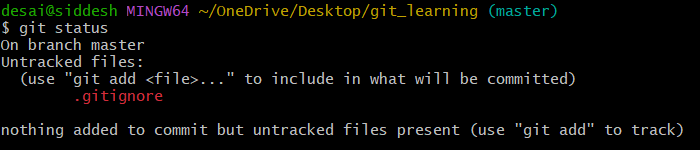 desai@siddesh MINGW64 ~/OneDrive/Desktop/git_learning (master)
$ git status
On branch master
Untracked files:
  (use "git add <file>..." to include in what will be committed)
        .gitignore

nothing added to commit but untracked files present (use "git add" to track)